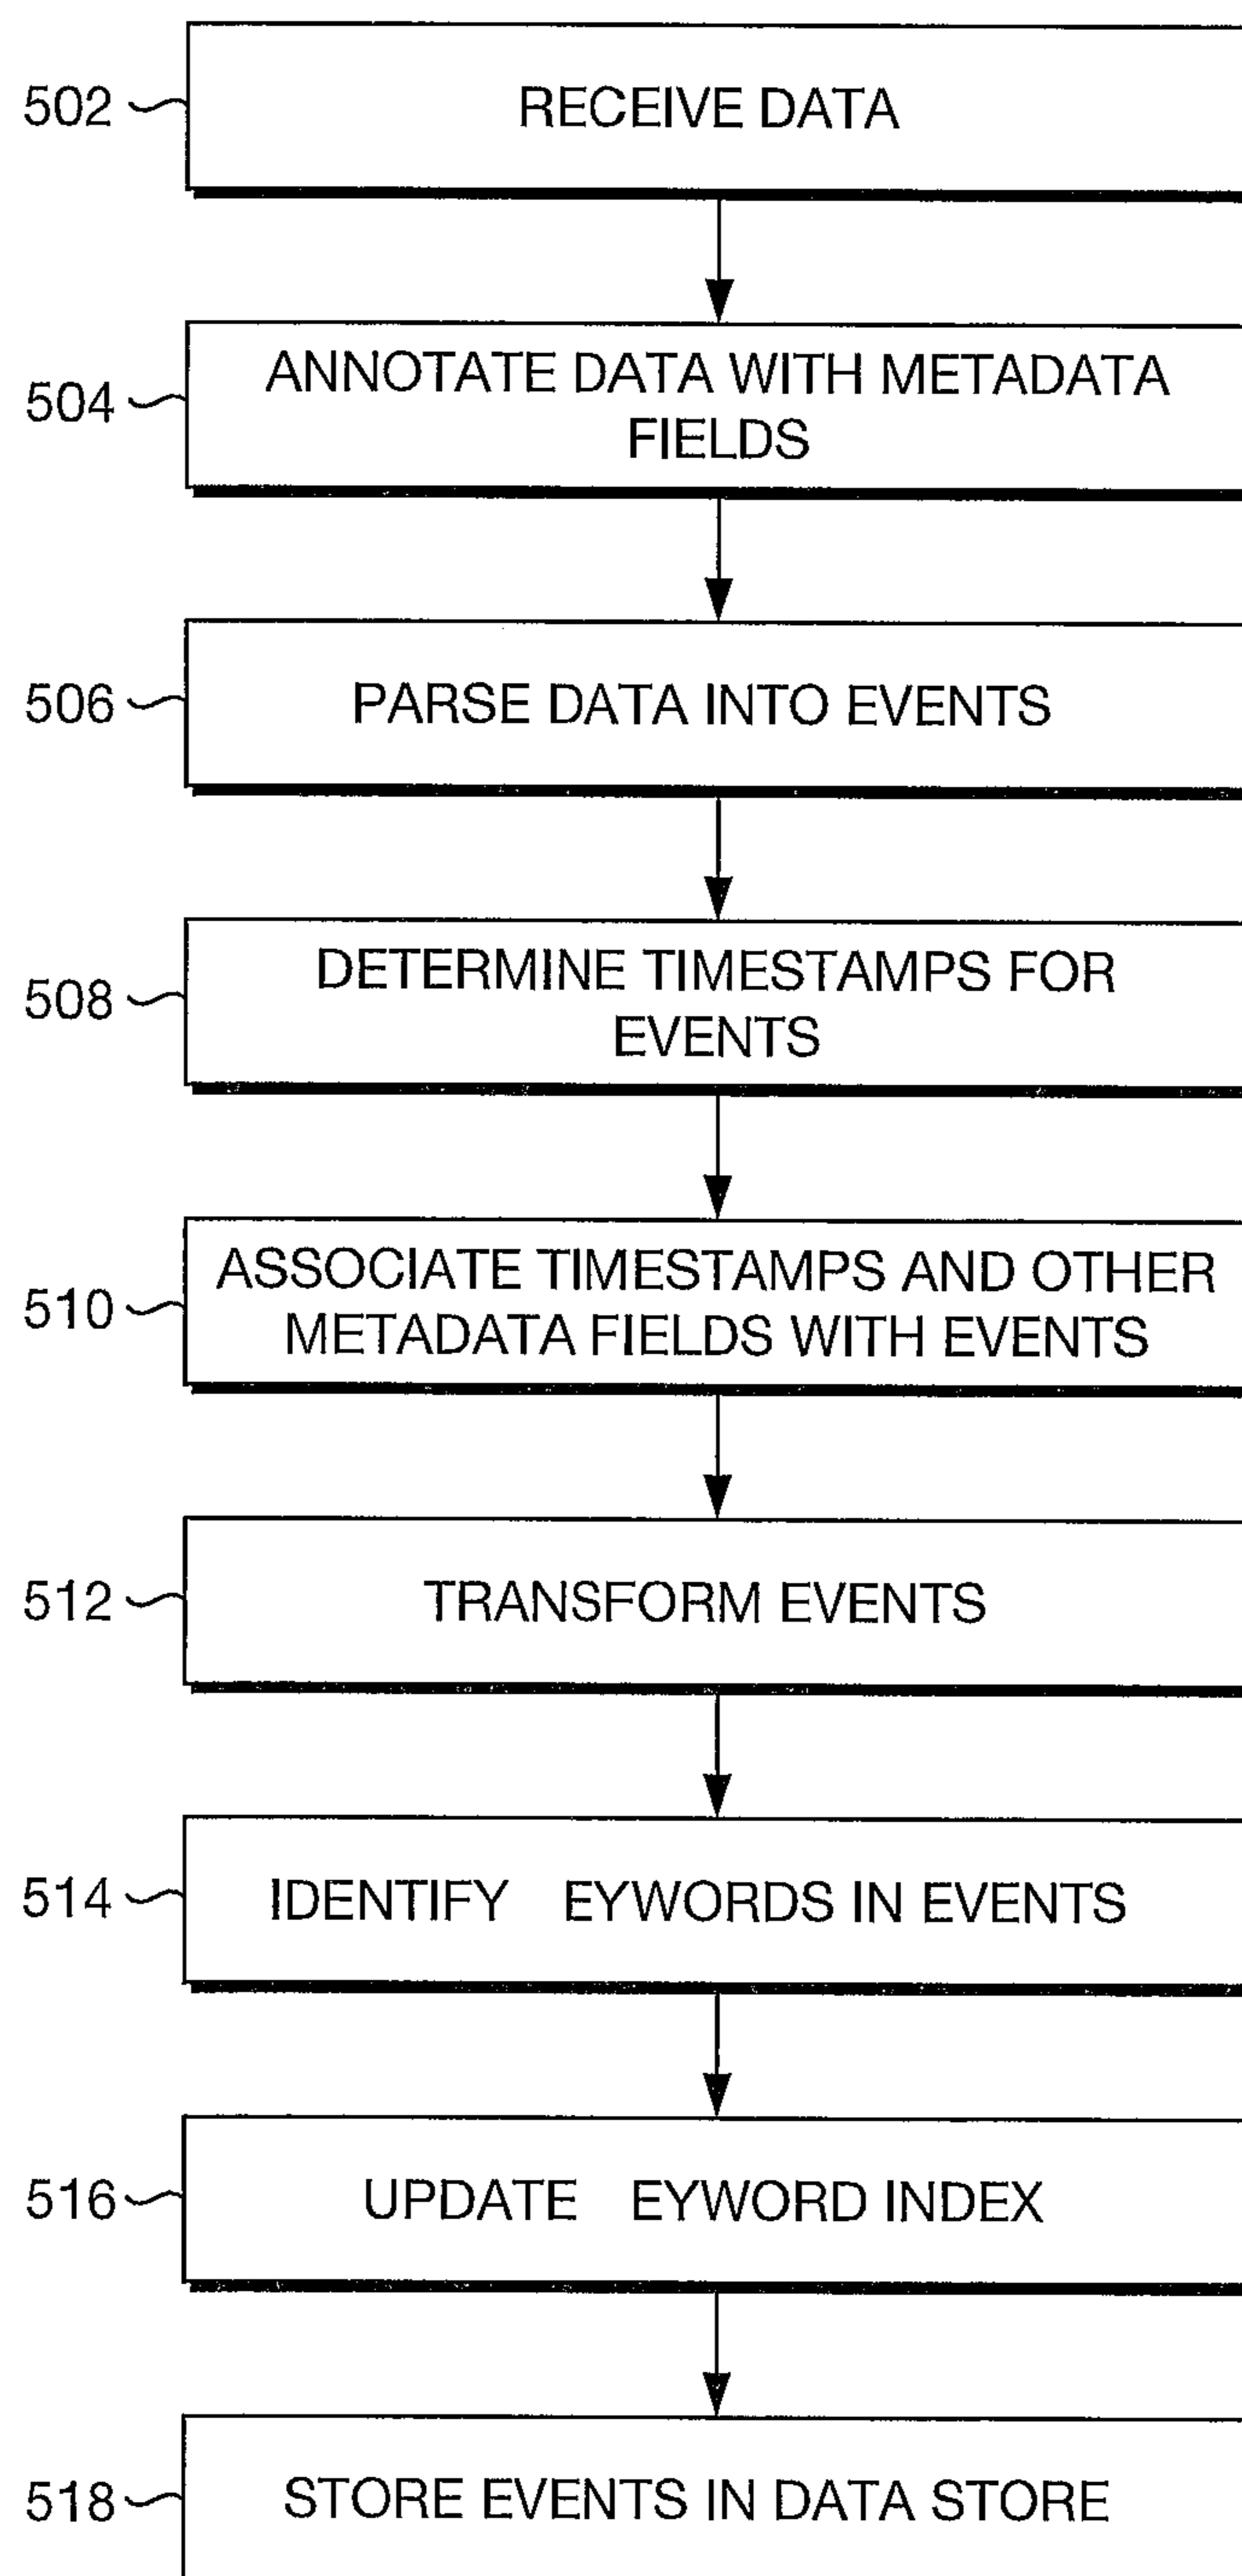 502
RECEIVE DATA
504
ANNOTATE DATA WITH METADATA
FIELDS
506
PARSE DATA INTO EVENTS
508
DETERMINE TIMESTAMPS FOR
EVENTS
510
ASSOCIATE TIMESTAMPS AND OTHER
METADATA FIELDS WITH EVENTS
512
TRANSFORM EVENTS
514
IDENTIFY EYWORDS IN EVENTS
516
UPDATE EYWORD INDEX
518
STORE EVENTS IN DATA STORE